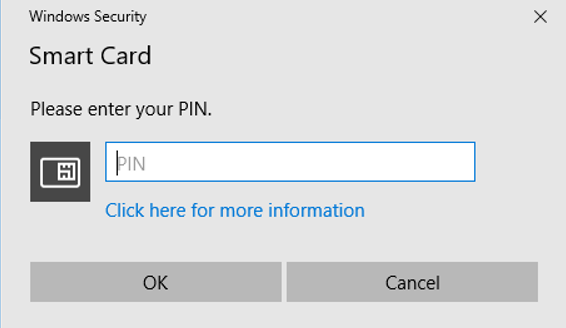 Windows Security
Smart Card
Please enter your PIN.
PIN
Click here for more information
OK
Cancel